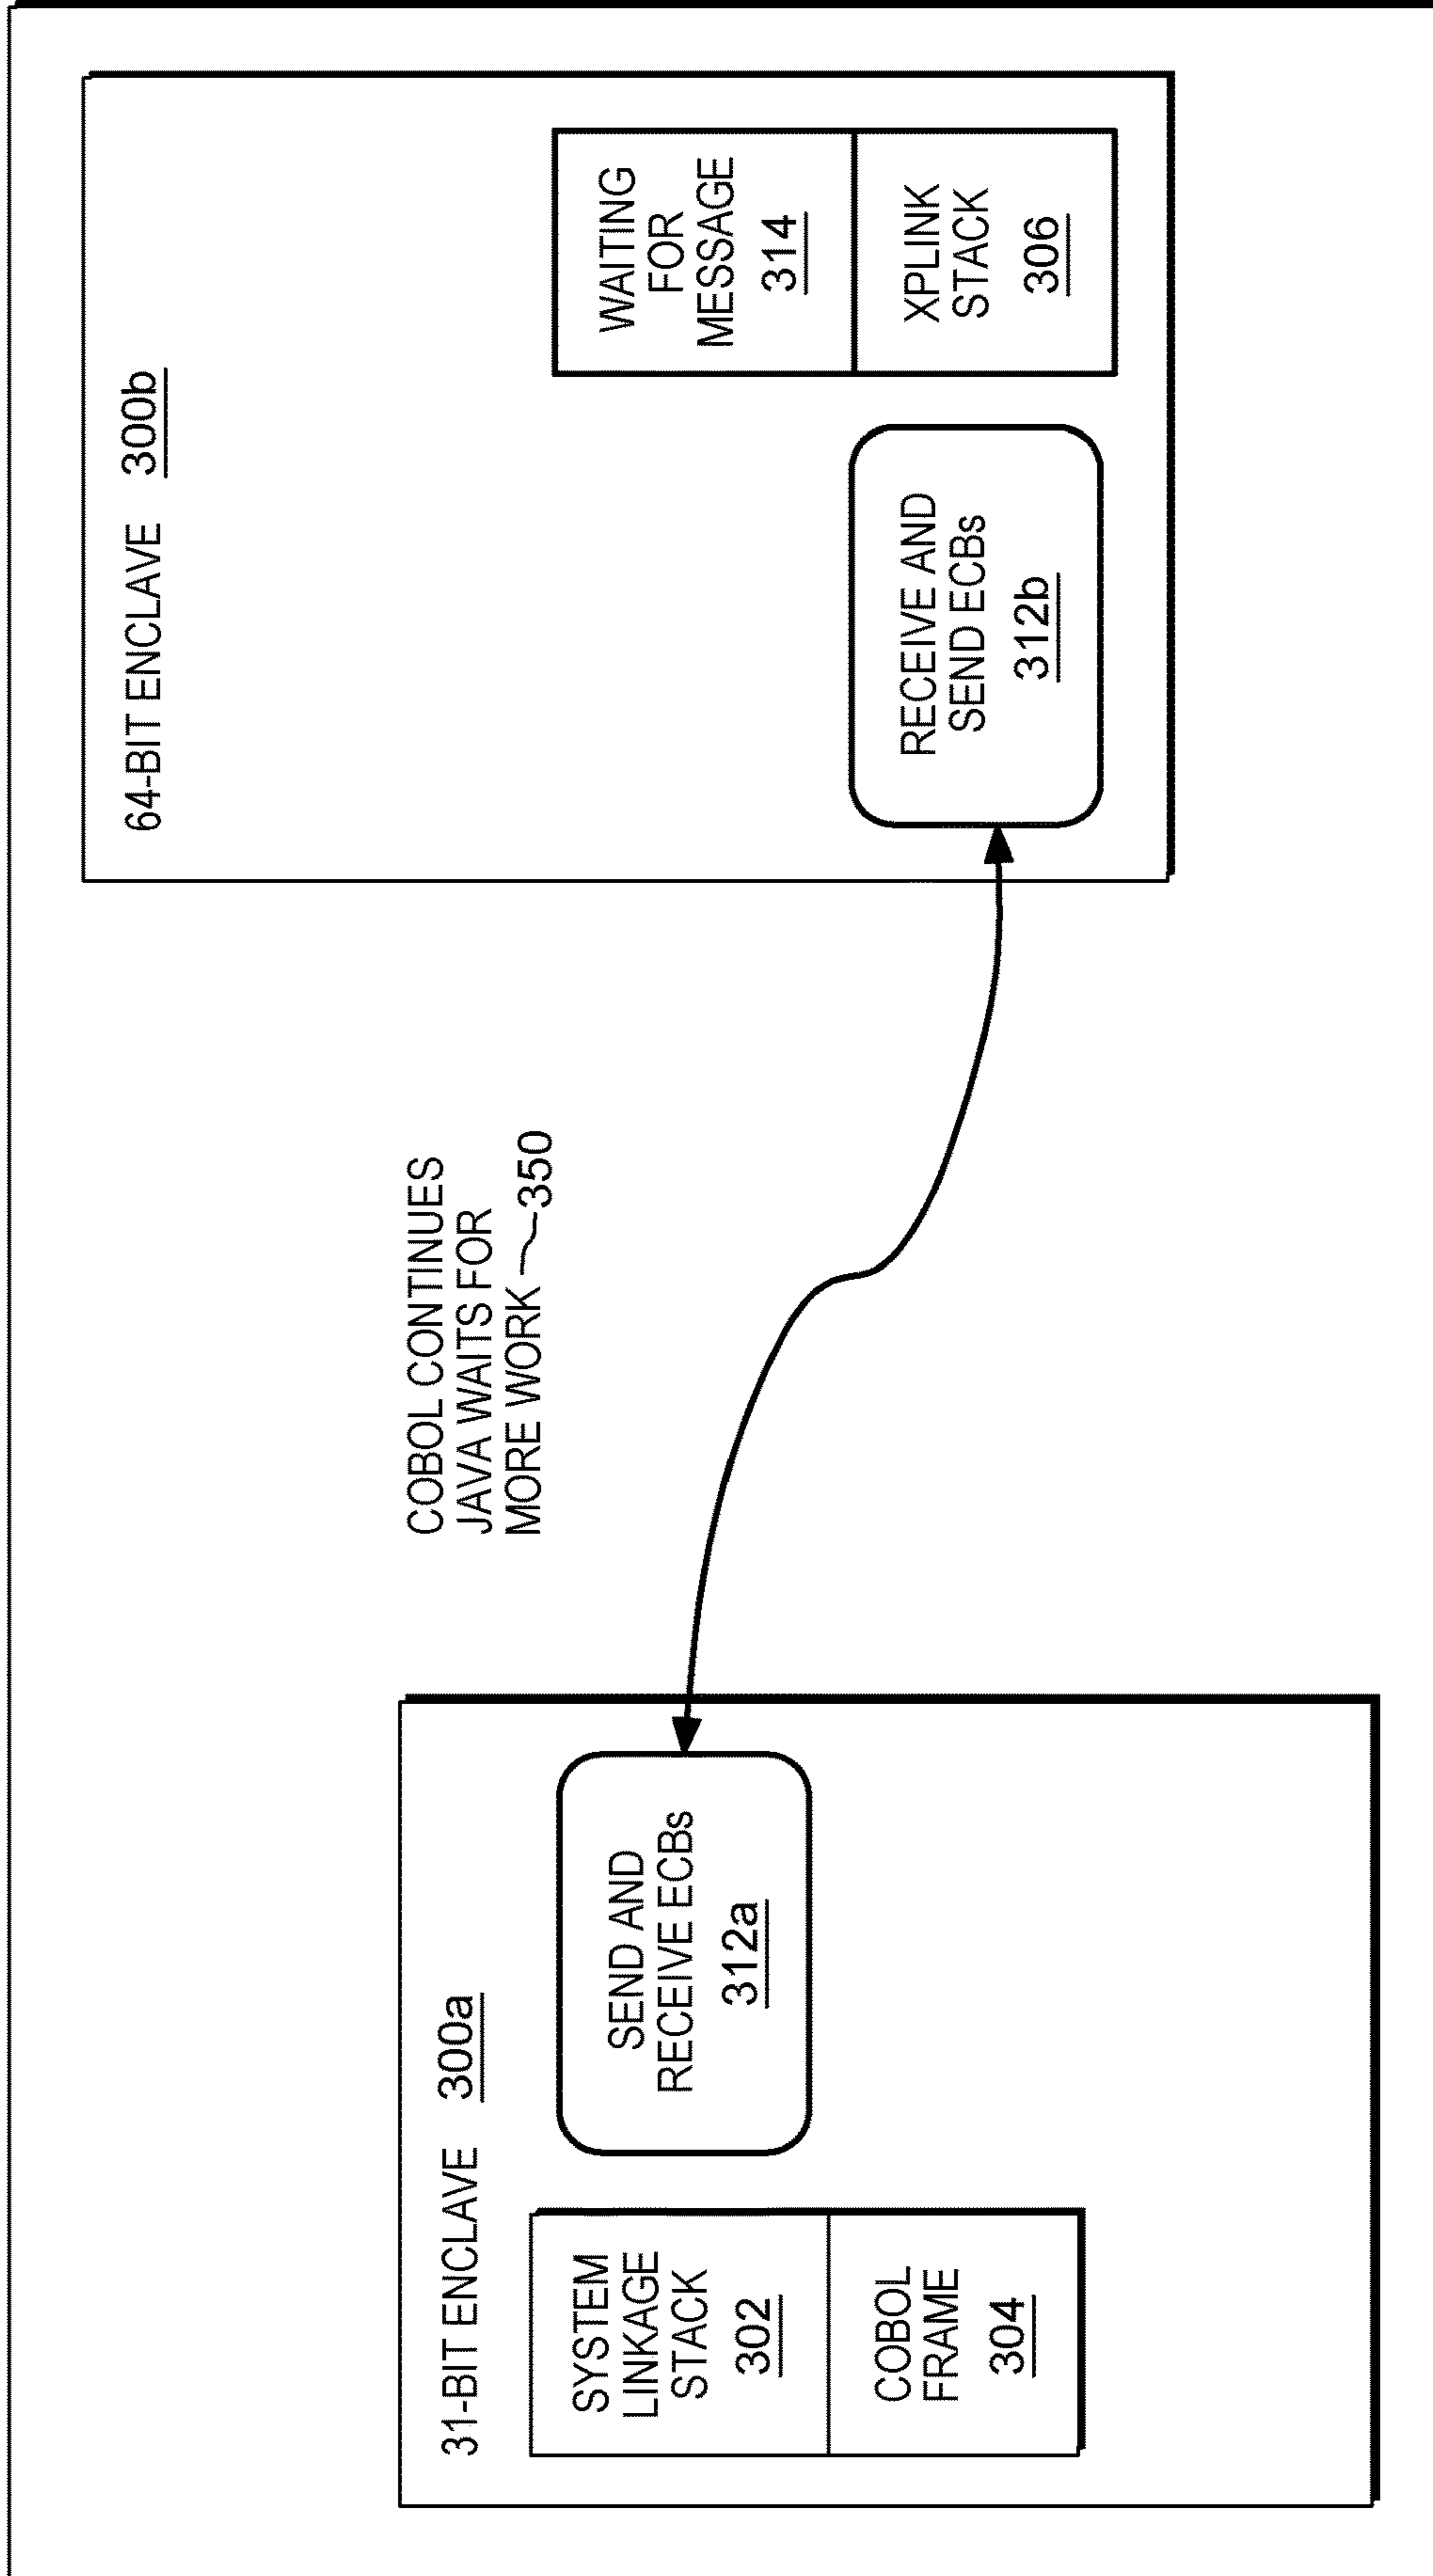 31-BIT ENCLAVE 300a
SYSTEM
LINKAGE
STACK
302
COBOL
FRAME
304
SEND AND
RECEIVE ECBs
312a
COBOL CONTINUES
JAVA WAITS FOR
MORE WORK 350
64-BIT ENCLAVE 300b
RECEIVE AND
SEND ECBs
312b
WAITING
FOR
MESSAGE
314
XPLINK
STACK
306